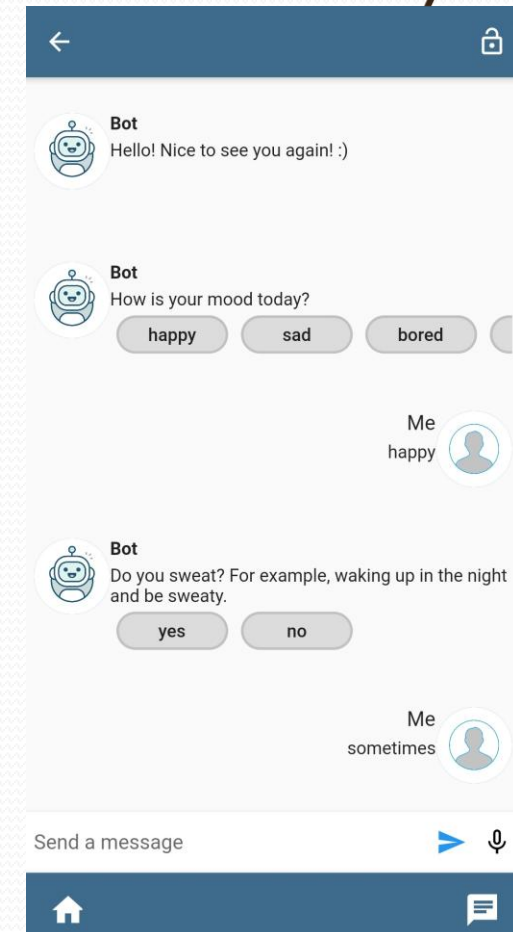 Bot
Hello! Nice to see you again! :)
Bot
How is your mood today?
happy sad bored
Me
happy
Bot
Do you sweat? For example, waking up in the night
and be sweaty.
yes no
Me
sometimes
Send a message